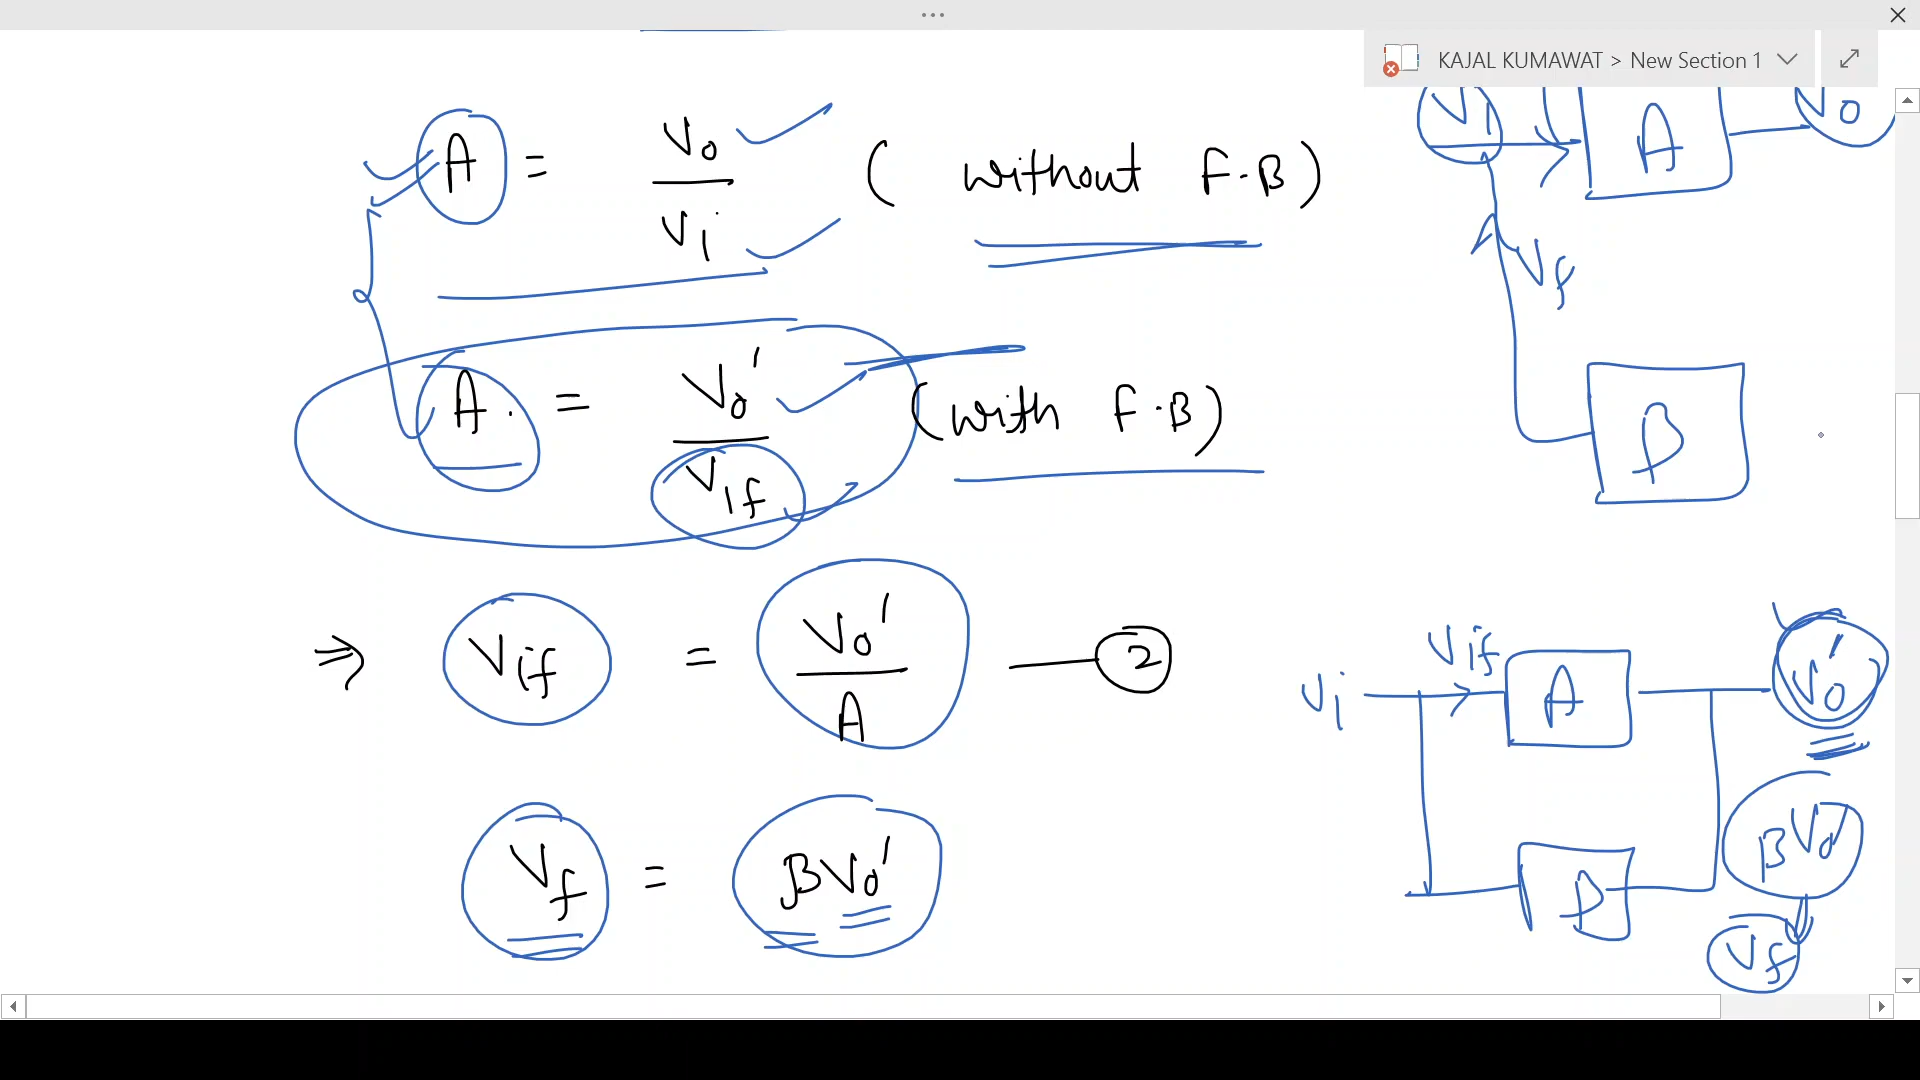 KAJAL KUMAWAT > New Section 1
A = Vo / Vi (without F.B)
A. = Vo' / Vif (with F.B)
⇒ Vif = Vo' / A — 2
Vf = βVo'
Vi A Vo
Vf
β
Vi Vif A Vo'
β βVo'
Vf